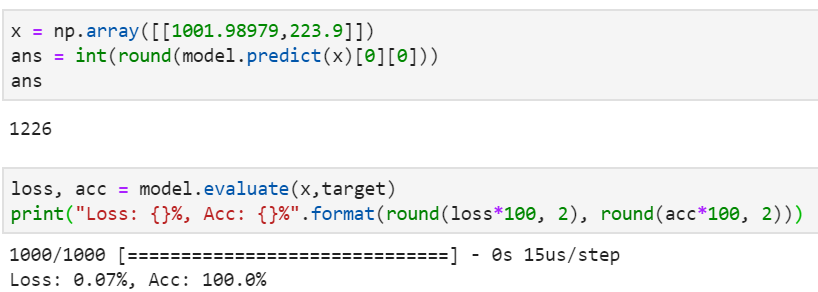 x = np.array([[1001.98979,223.9]])
ans = int(round(model.predict(x)[0][0]))
ans
1226
loss, acc = model.evaluate(x,target)
print("Loss: {}%, Acc: {}%".format(round(loss*100, 2), round(acc*100, 2)))
1000/1000 [==============================] - 0s 15us/step
Loss: 0.07%, Acc: 100.0%